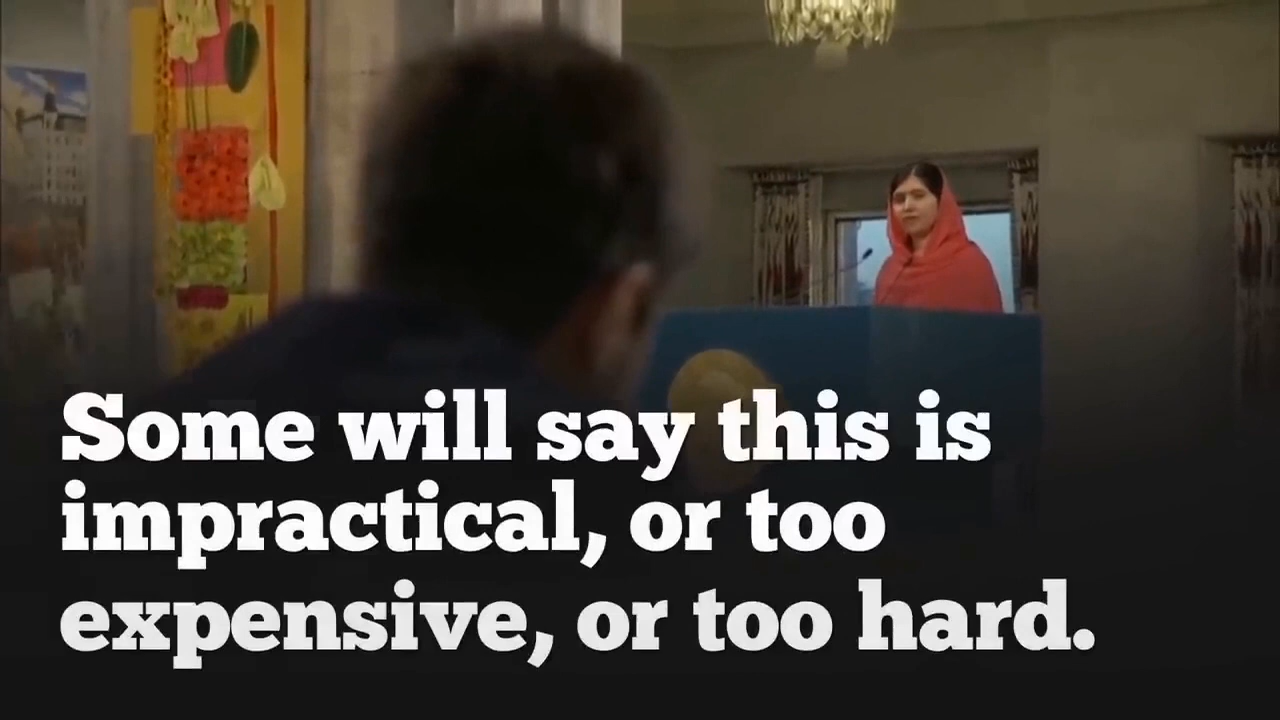 Some will say this is
impractical, or too
expensive, or too hard.